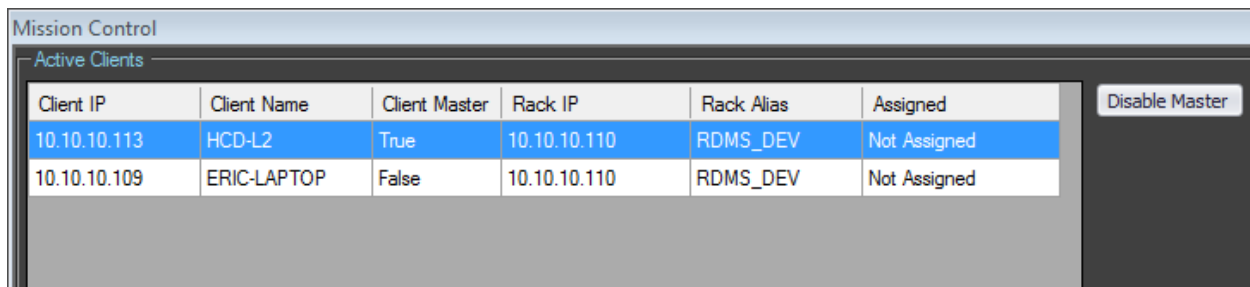 Mission Control
Active Clients
Client IP Client Name Client Master Rack IP Rack Alias Assigned Disable Master
10.10.10.113 HCD-L2 True 10.10.10.110 RDMS_DEV Not Assigned
10.10.10.109 ERIC-LAPTOP False 10.10.10.110 RDMS_DEV Not Assigned